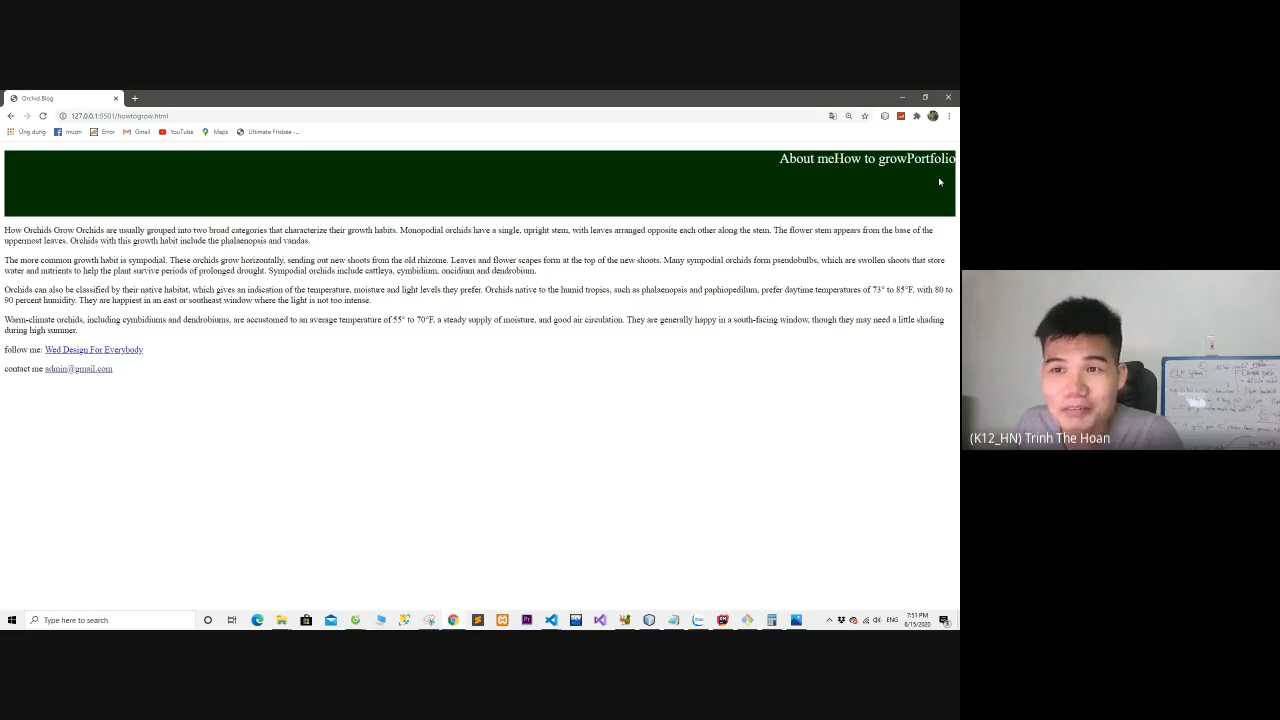 Orchid Blog
127.0.0.1:5501/howtogrow.html
Ứng dụng mượn Error Gmail YouTube Maps Ultimate Frisbee -...
About meHow to growPortfolio
How Orchids Grow Orchids are usually grouped into two broad categories that characterize their growth habits. Monopodial orchids have a single, upright stem, with leaves arranged opposite each other along the stem. The flower stem appears from the base of the
uppermost leaves. Orchids with this growth habit include the phalaenopsis and vandas.
The more common growth habit is sympodial. These orchids grow horizontally, sending out new shoots from the old rhizome. Leaves and flower scapes form at the top of the new shoots. Many sympodial orchids form pseudobulbs, which are swollen shoots that store
water and nutrients to help the plant survive periods of prolonged drought. Sympodial orchids include cattleya, cymbidium, oncidium and dendrobium.
Orchids can also be classified by their native habitat, which gives an indication of the temperature, moisture and light levels they prefer. Orchids native to the humid tropics, such as phalaenopsis and paphiopedilum, prefer daytime temperatures of 73° to 85°F, with 80 to
90 percent humidity. They are happiest in an east or southeast window where the light is not too intense.
Warm-climate orchids, including cymbidiums and dendrobiums, are accustomed to an average temperature of 55° to 70°F, a steady supply of moisture, and good air circulation. They are generally happy in a south-facing window, though they may need a little shading
during high summer.
follow me: Wed Design For Everybody
contact me admin@gmail.com
(K12_HN) Trinh The Hoan
Type here to search
ENG
7:51 PM
8/15/2020